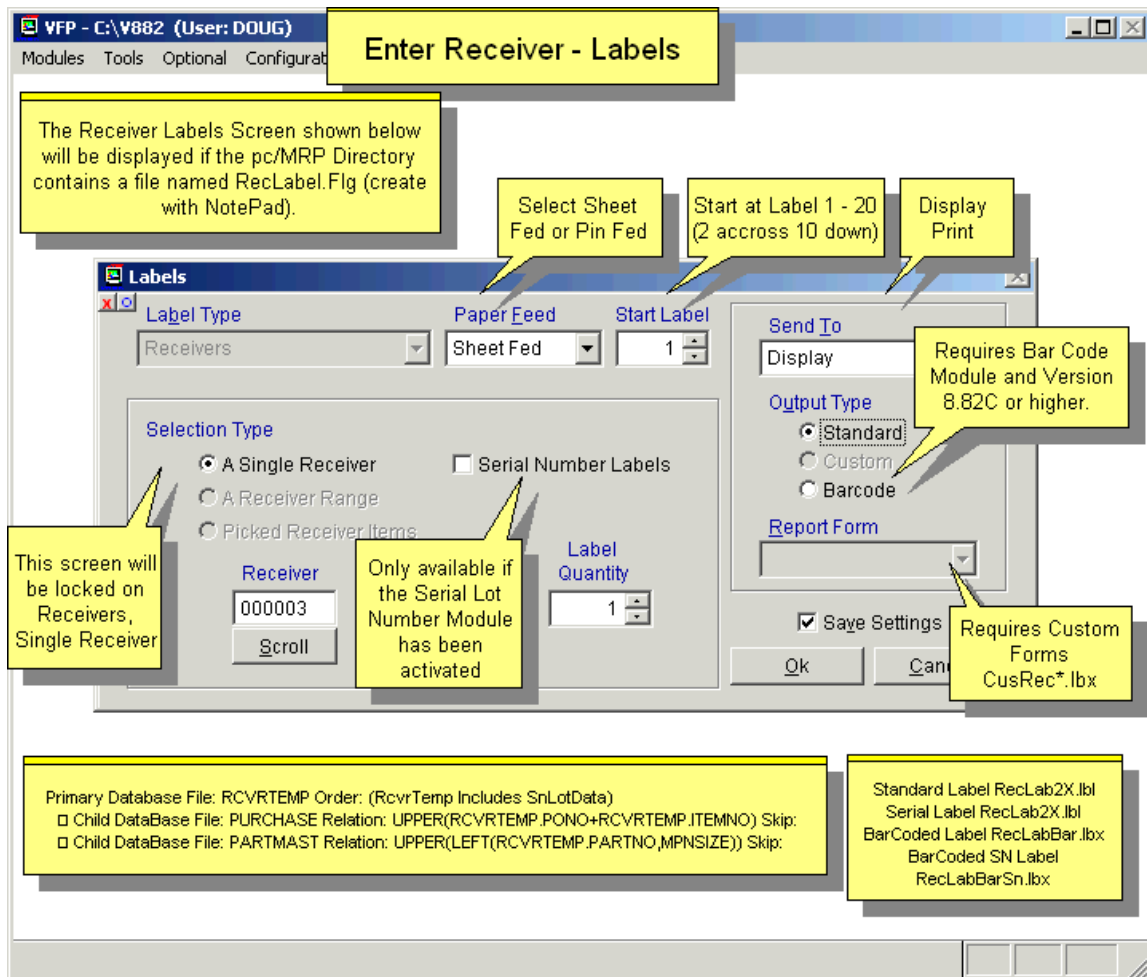 VFP - C:\V882 (User: DOUG)
Enter Receiver - Labels
Modules Tools Optional
The Receiver Labels Screen shown below
will be displayed if the pc/MRP Directory
contains a file named RecLabel.Flg (create
with NotePad).
Select Sheet
Fed or Pin Fed
Start at Label 1 - 20
(2 accross 10 down)
Display
Print
Labels
Label Type
Receivers
Paper Feed
Sheet Fed
Start Label
1
Send To
Display
Requires Bar Code
Module and Version
8.82C or higher.
Output Type
Standard
Custom
Barcode
Selection Type
A Single Receiver
A Receiver Range
Picked Receiver Items
Serial Number Labels
This screen will
be locked on
Receivers,
Single Receiver
Only available if
the Serial Lot
Number Module
has been
activated
Receiver
000003
Scroll
Label
Quantity
1
Report Form
Save Settings
Requires Custom
Forms
CusRec*.lbx
Ok
Primary Database File: RCVRTEMP Order: (RcvrTemp Includes SnLotData)
Child DataBase File: PURCHASE Relation: UPPER(RCVRTEMP.PONO+RCVRTEMP.ITEMNO) Skip:
Child DataBase File: PARTMAST Relation: UPPER(LEFT(RCVRTEMP.PARTNO,MPNSIZE)) Skip:
Standard Label RecLab2X.lbl
Serial Label RecLab2X.lbl
BarCoded Label RecLabBar.lbx
BarCoded SN Label
RecLabBarSn.lbx